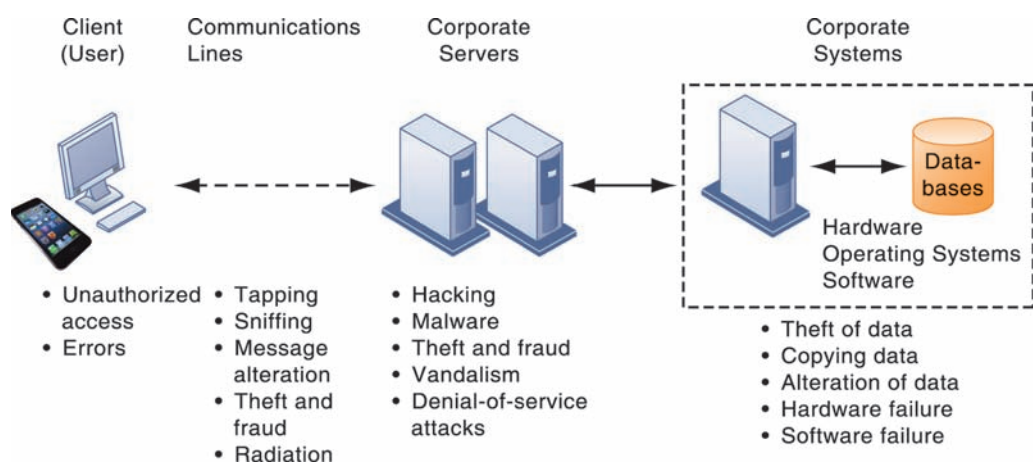 Client
(User)
Communications
Lines
Corporate
Servers
Corporate
Systems
Data-
bases
Hardware
Operating Systems
Software
• Unauthorized
access
• Errors
• Tapping
• Sniffing
• Message
alteration
• Theft and
fraud
• Radiation
• Hacking
• Malware
• Theft and fraud
• Vandalism
• Denial-of-service
attacks
• Theft of data
• Copying data
• Alteration of data
• Hardware failure
• Software failure